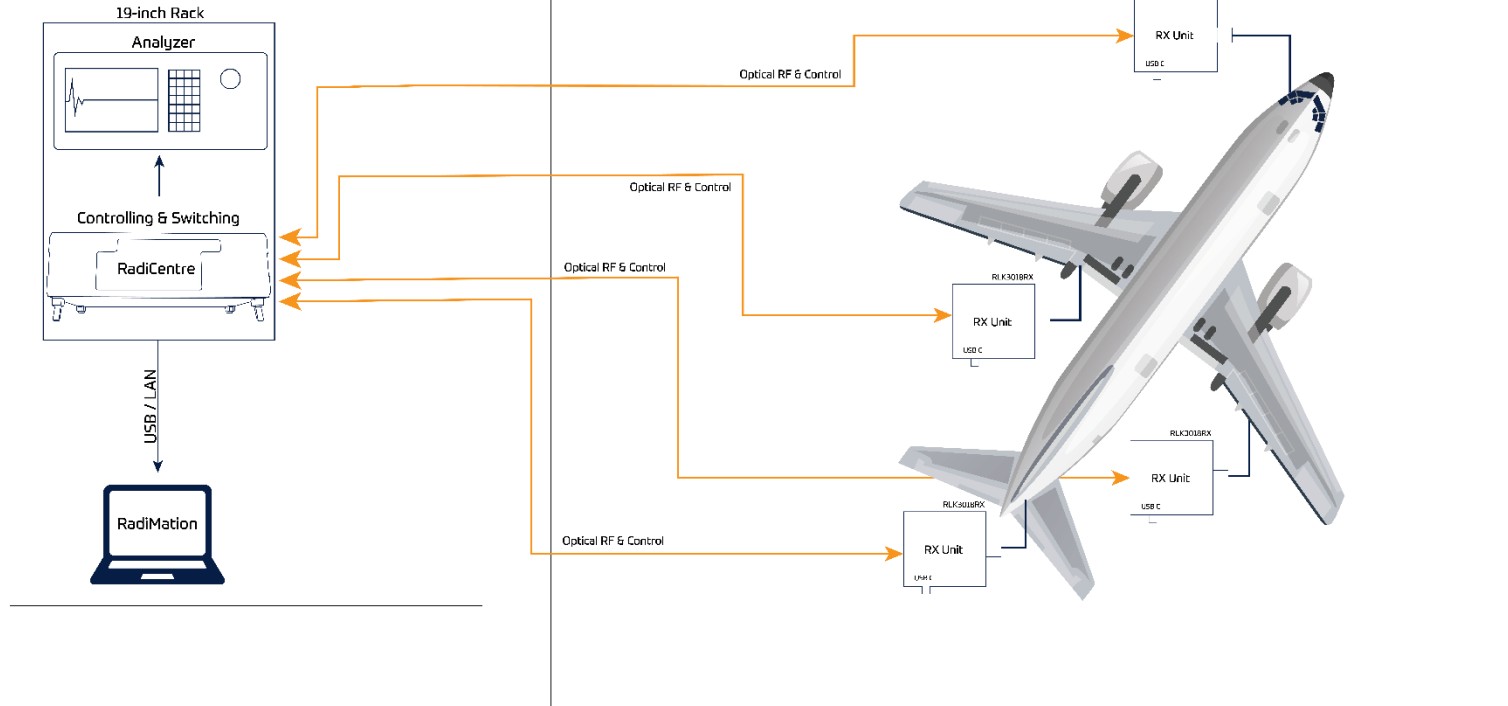 19-inch Rack
Analyzer
Controlling & Switching
RadiCentre
USB / LAN
RadiMation
Optical RF & Control
Optical RF & Control
Optical RF & Control
Optical RF & Control
RX Unit
USB C
RLK3018RX
RX Unit
USB C
RLK3018RX
RX Unit
USB C
RLK3018RX
RX Unit
USB C